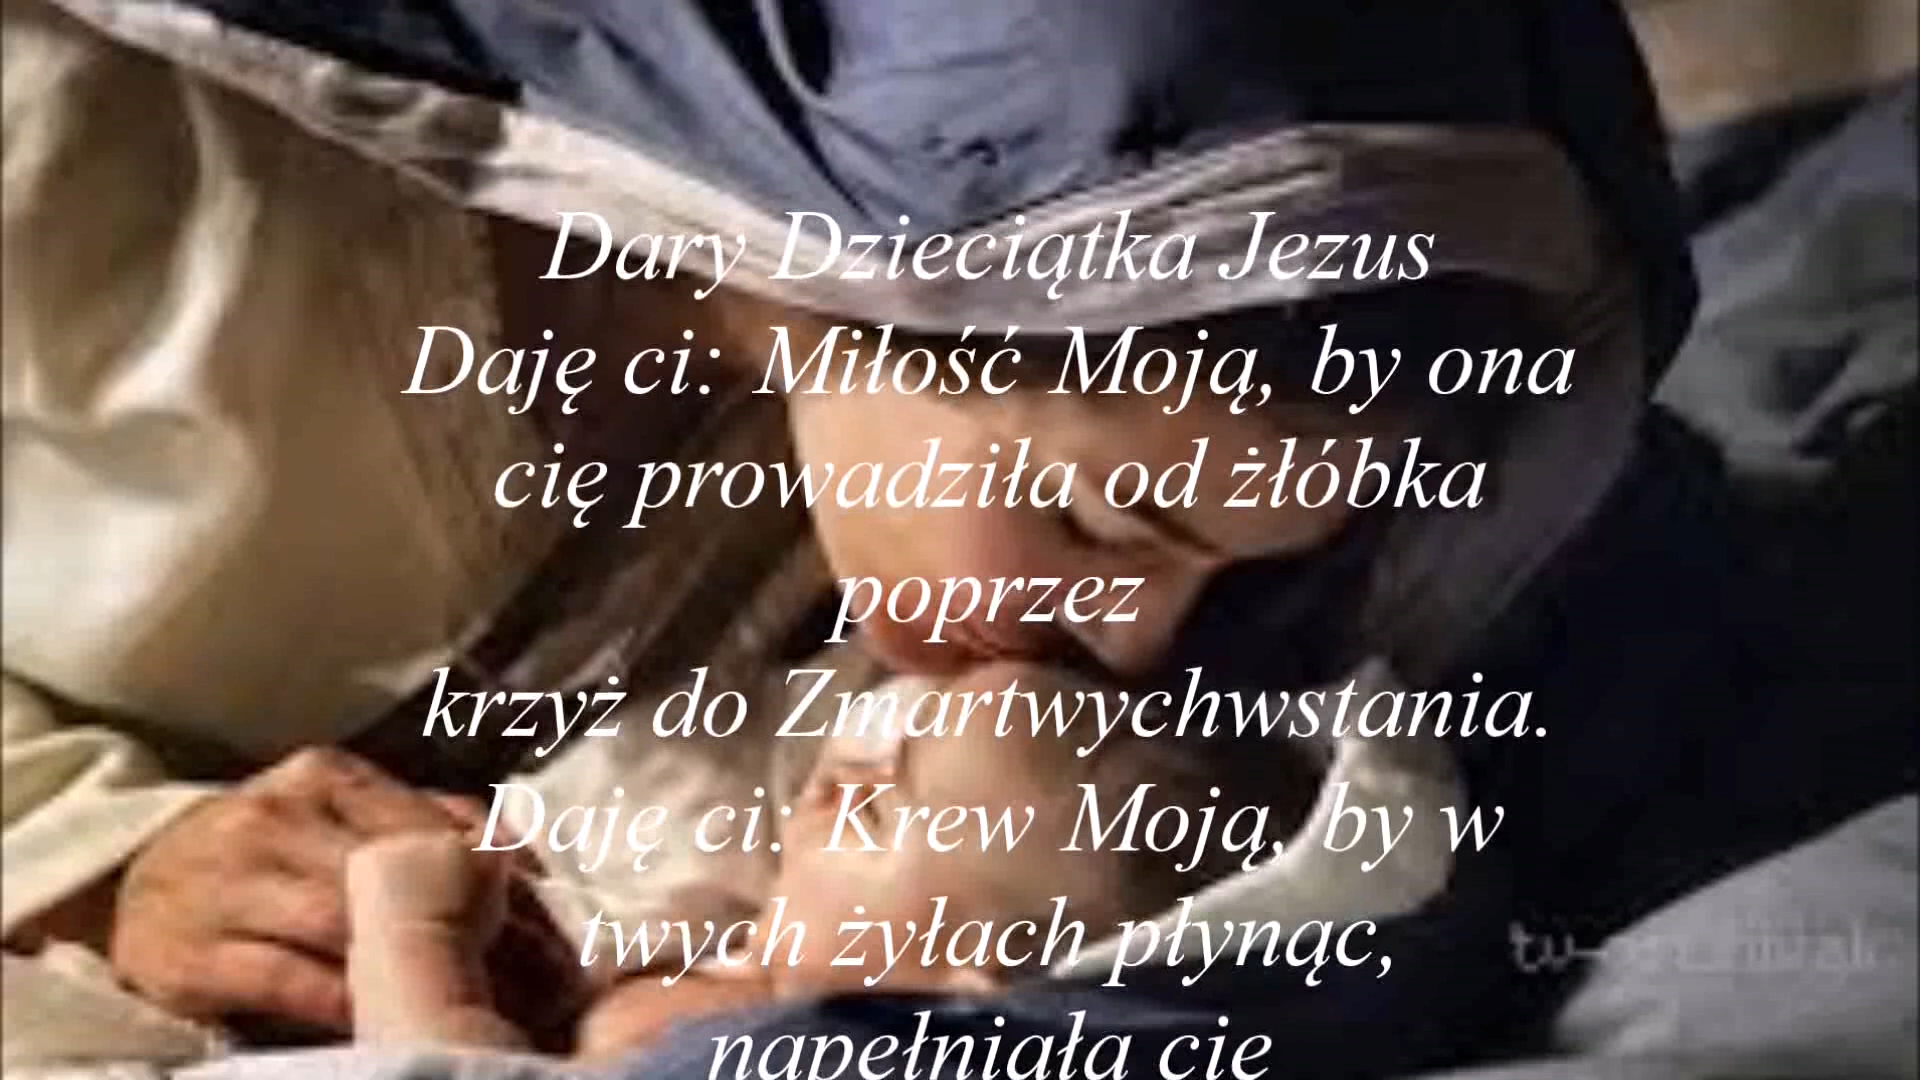 Dary Dzieciątka Jezus
Daję ci: Miłość Moją, by ona
cię prowadziła od żłóbka
poprzez
krzyż do Zmartwychwstania.
Daję ci: Krew Moją, by w
twych żyłach płynąc,
napełniała cię